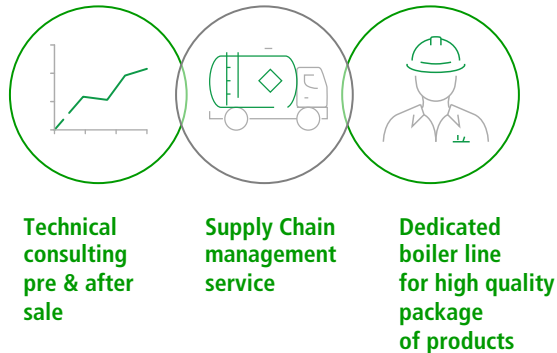 Technical
consulting
pre & after
sale
Supply Chain
management
service
Dedicated
boiler line
for high quality
package
of products